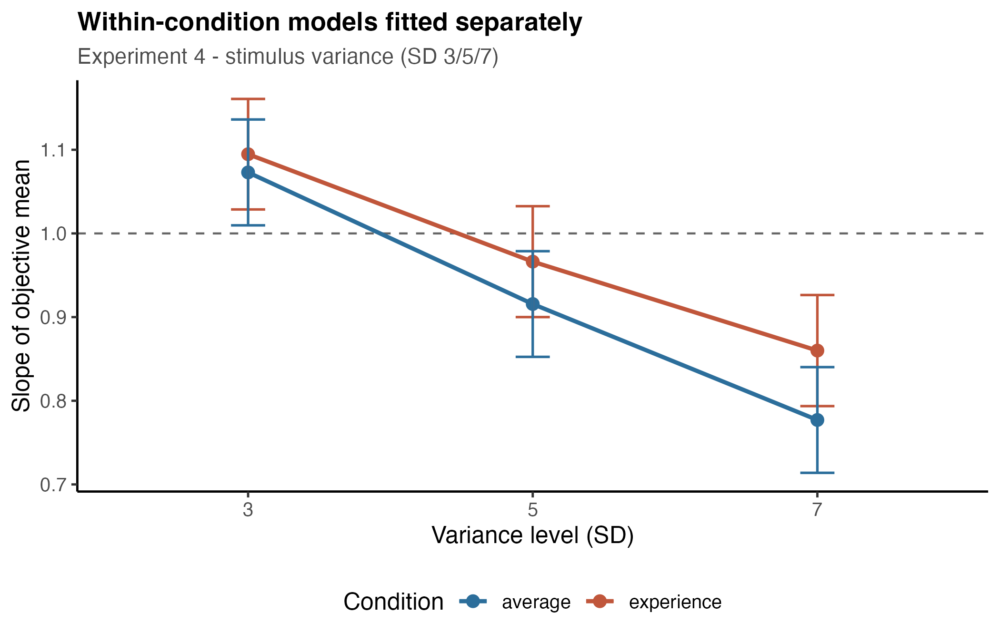 Within-condition models fitted separately
Experiment 4 - stimulus variance (SD 3/5/7)
Slope of objective mean
1.1
1.0
0.9
0.8
0.7
3 5 7
Variance level (SD)
Condition average experience